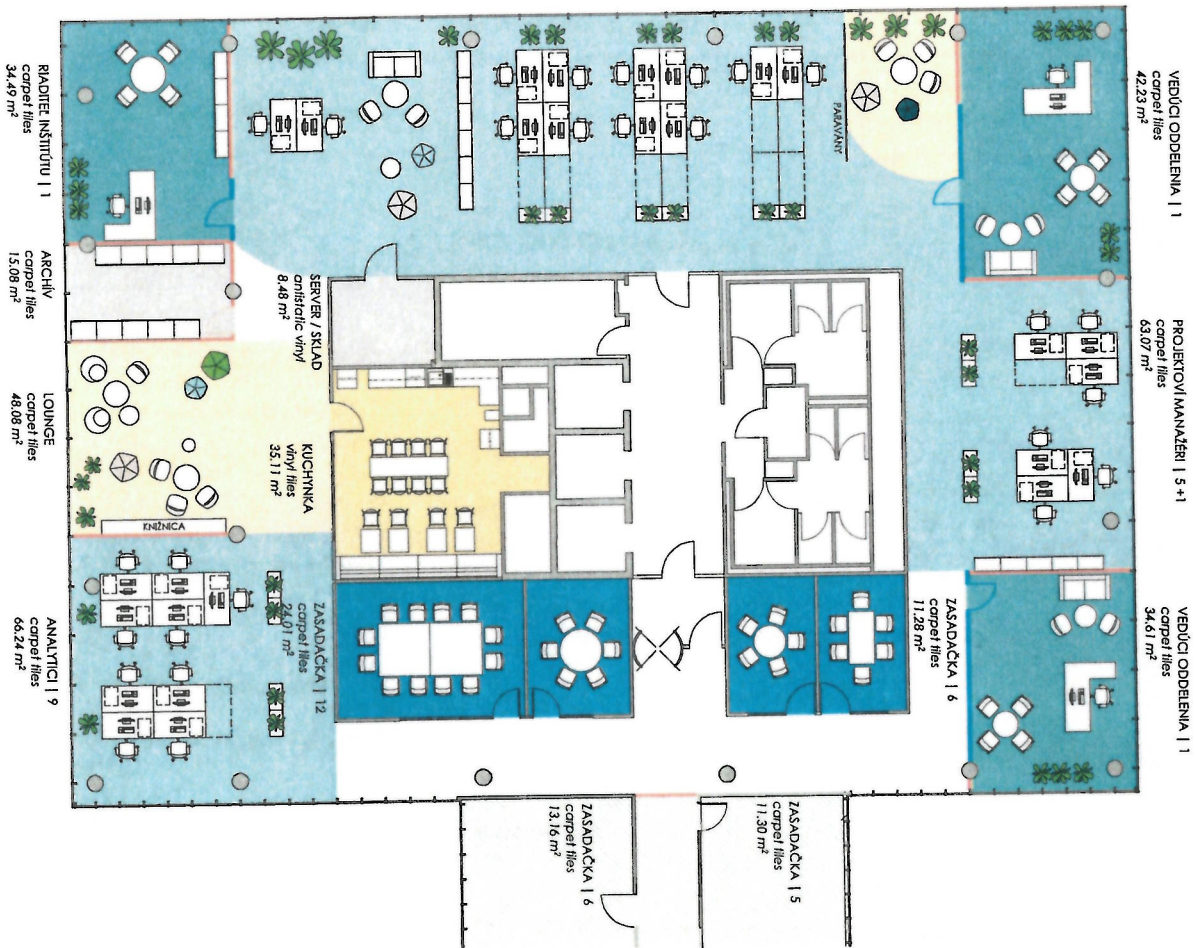 VEDÚCI ODDELENIA | 1
carpet tiles
42.23 m²
PROJEKTOVÍ MANAŽÉRI | 5 +1
carpet tiles
63.07 m²
VEDÚCI ODDELENIA | 1
carpet tiles
34.61 m²
ZASADAČKA | 6
carpet tiles
11.28 m²
PARAVÁNY
ZASADAČKA | 5
carpet tiles
11.30 m²
ZASADAČKA | 6
carpet tiles
13.16 m²
SERVER / SKLAD
antistatic vinyl
8.48 m²
KUCHYNKA
vinyl tiles
35.11 m²
ZASADAČKA | 12
carpet tiles
24.01 m²
KNIŽNICA
RIADITEĽ INŠTITÚTU | 1
carpet tiles
34.49 m²
ARCHÍV
carpet tiles
15.08 m²
LOUNGE
carpet tiles
48.08 m²
ANALYTICI | 9
carpet tiles
66.24 m²